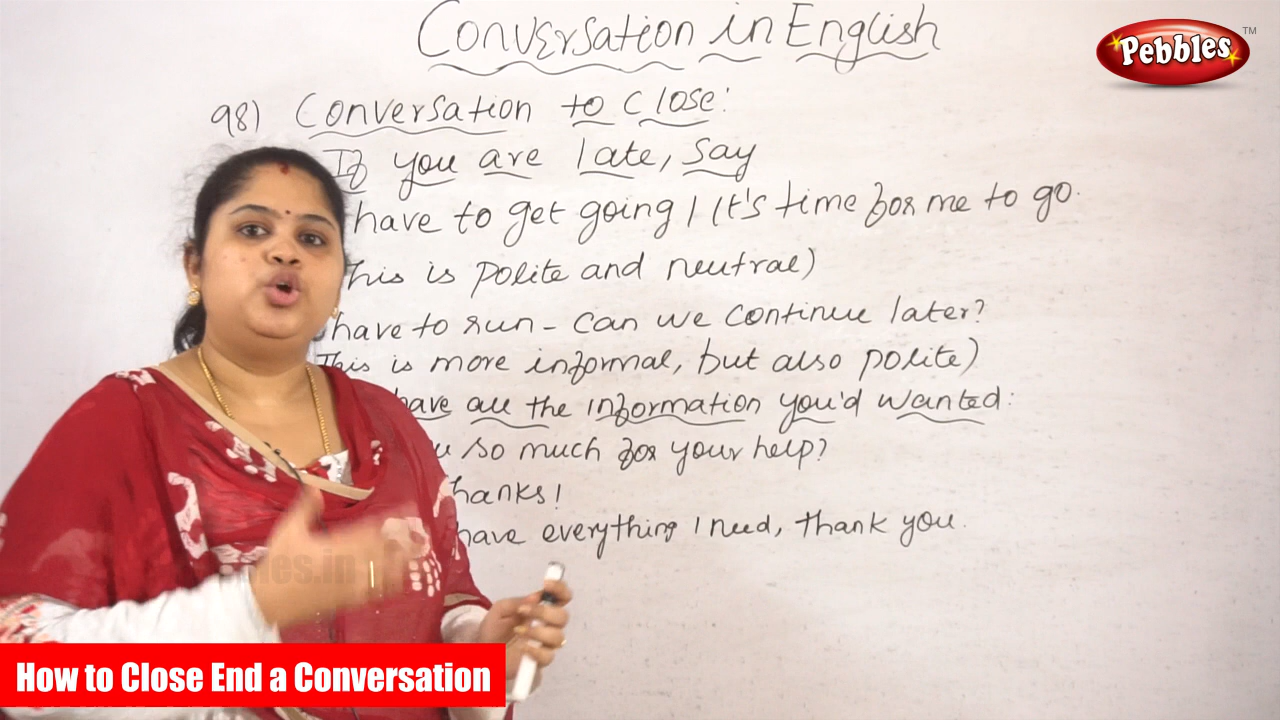 Conversation in English
Pebbles TM
98) Conversation to Close:
If you are late, say
have to get going / It's time for me to go.
This is polite and neutral)
have to run - Can we continue later?
This is more informal, but also polite)
have all the information you'd wanted:
so much for your help?
hanks!
have everything I need, thank you.
How to Close End a Conversation